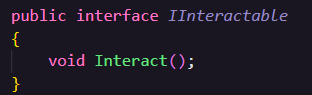 public interface IInteractable
{
    void Interact();
}